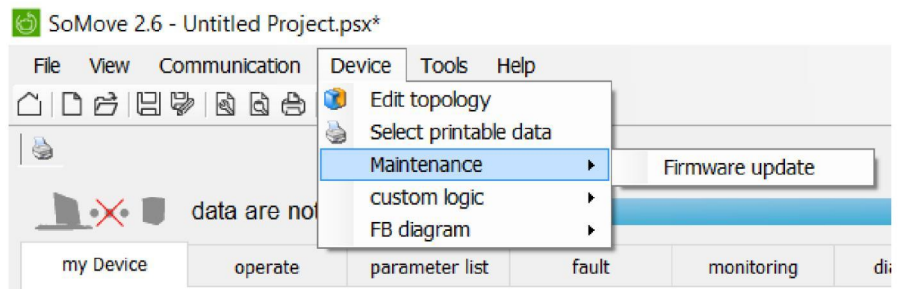 SoMove 2.6 - Untitled Project.psx*
File View Communication Device Tools Help
Edit topology
Select printable data
Maintenance
Firmware update
custom logic
data are not
FB diagram
my Device operate parameter list fault monitoring